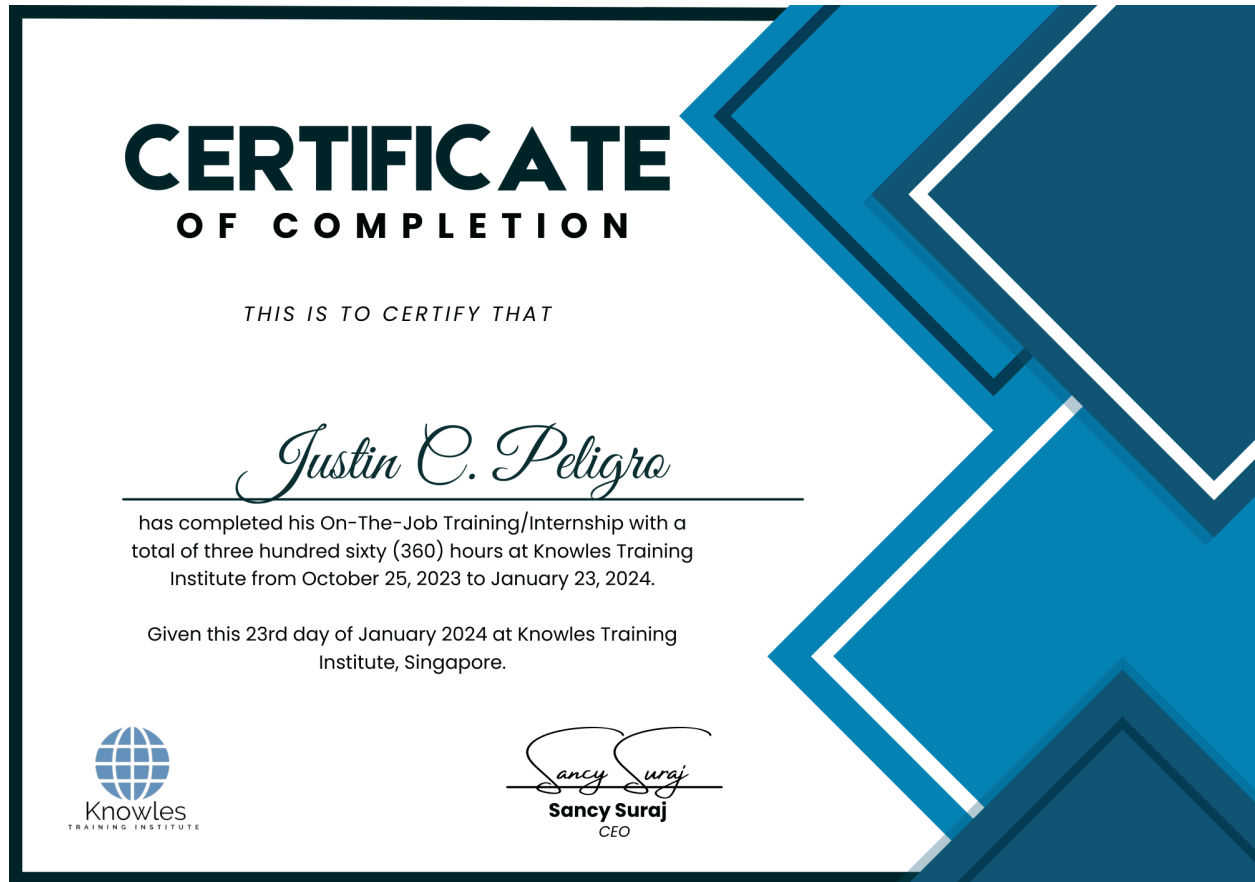 CERTIFICATE
OF COMPLETION
THIS IS TO CERTIFY THAT
Justin C. Peligro
has completed his On-The-Job Training/Internship with a
total of three hundred sixty (360) hours at Knowles Training
Institute from October 25, 2023 to January 23, 2024.
Given this 23rd day of January 2024 at Knowles Training
Institute, Singapore.
Knowles
TRAINING INSTITUTE
Sancy Suraj
Sancy Suraj
CEO